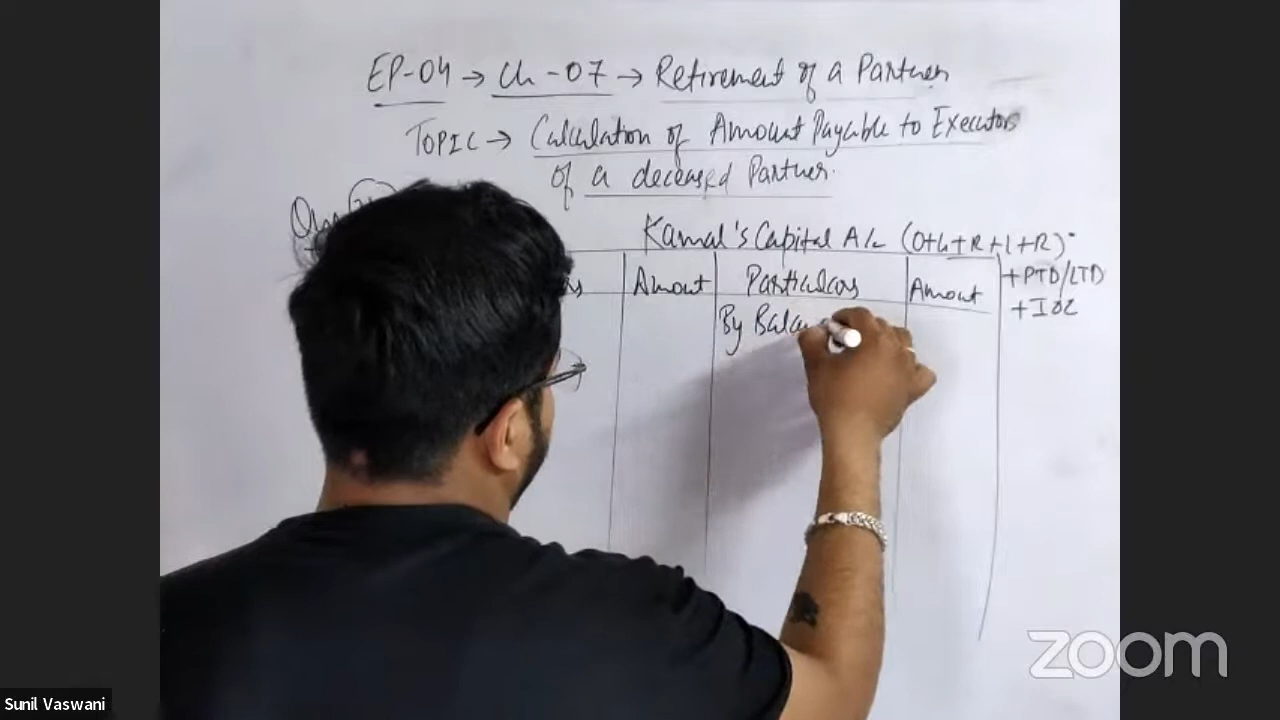 EP-04 → Ch-07 → Retirement of a Partner
TOPIC → Calculation of Amount Payable to Executors
of a deceased Partner.
Kamal's Capital A/c (O+G+R+L+R)
+PTD/LTD
+IOC
Amount Particulars Amount
By
zoom
Sunil Vaswani